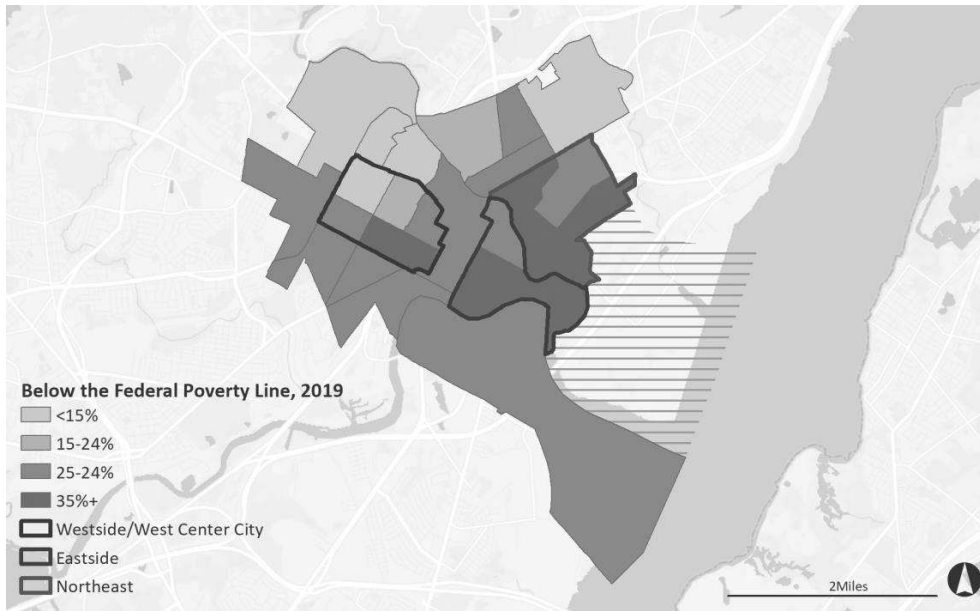 Below the Federal Poverty Line, 2019
<15%
15-24%
25-24%
35%+
Westside/West Center City
Eastside
Northeast
2Miles